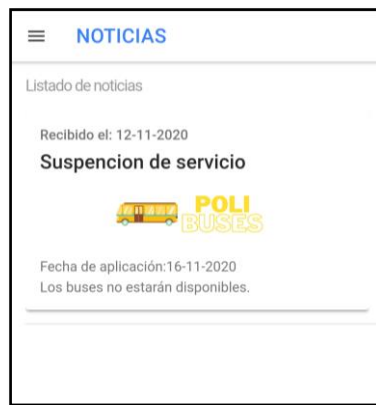 NOTICIAS
Listado de noticias
Recibido el: 12-11-2020
Suspencion de servicio
POLI
BUSES
Fecha de aplicación:16-11-2020
Los buses no estarán disponibles.